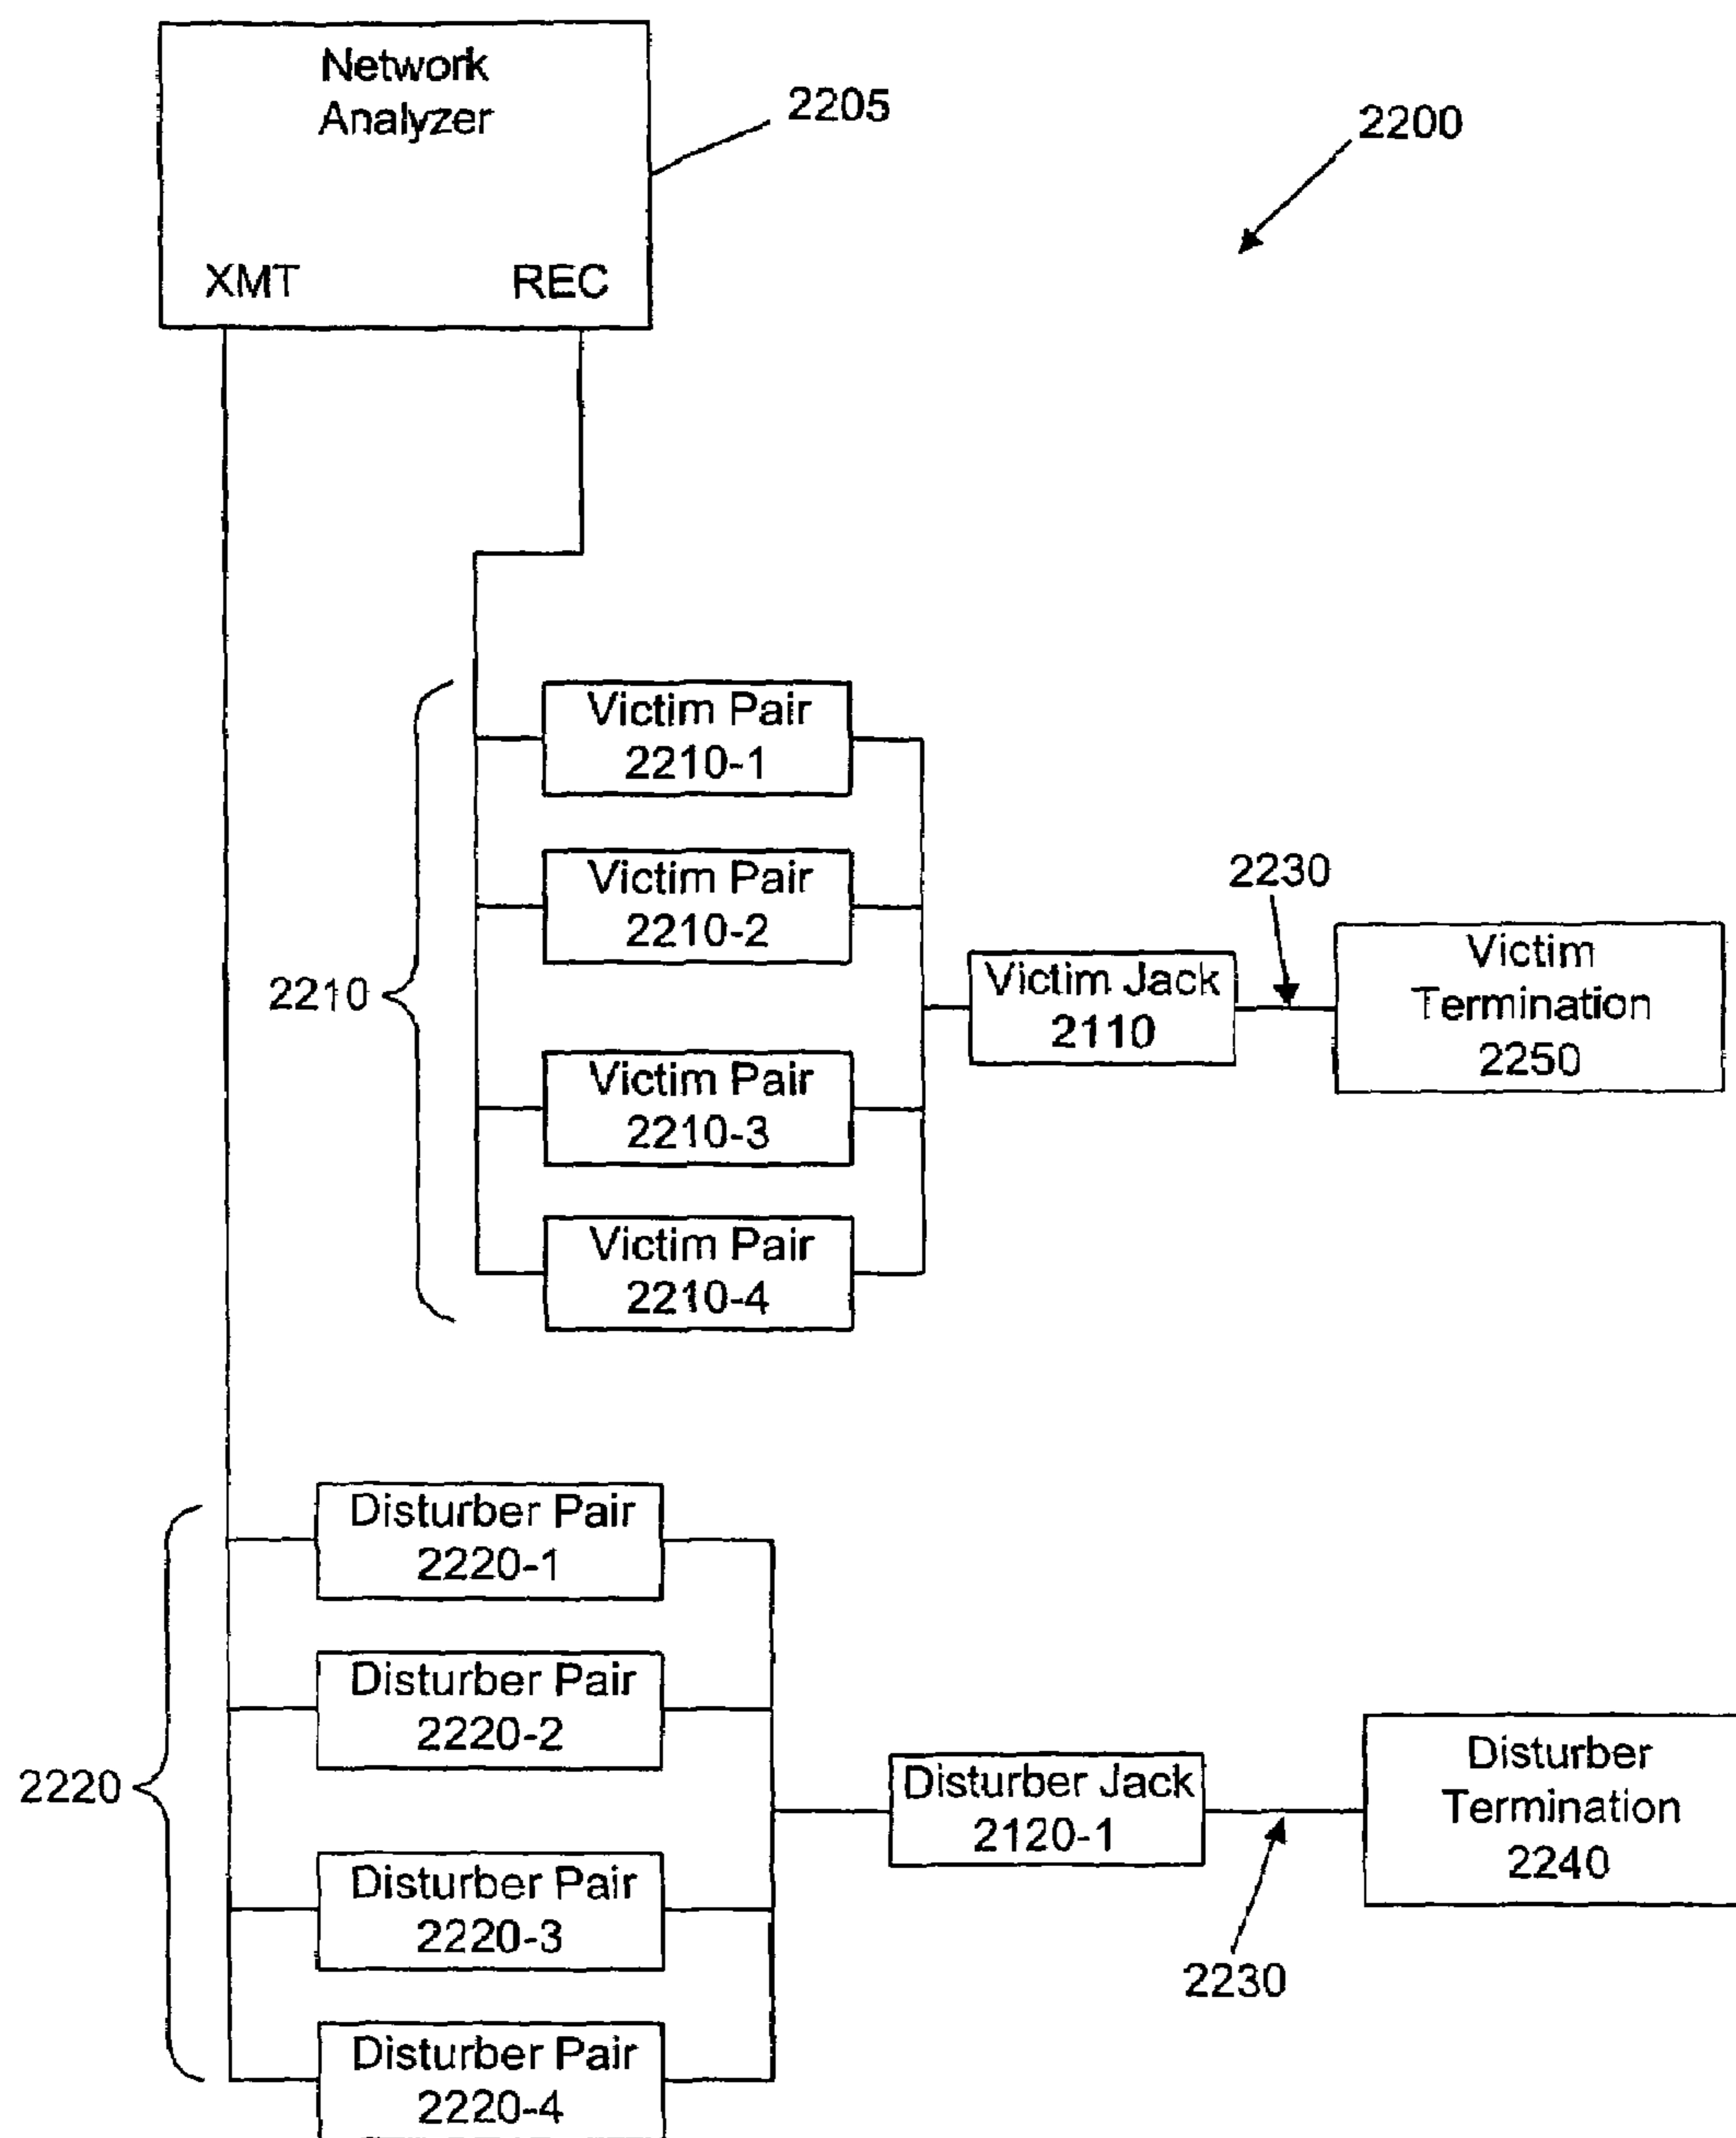 Network
Analyzer
XMT
REC
2205
2200
2210
Victim Pair
2210-1
Victim Pair
2210-2
Victim Pair
2210-3
Victim Pair
2210-4
Victim Jack
2110
2230
Victim
Termination
2250
2220
Disturber Pair
2220-1
Disturber Pair
2220-2
Disturber Pair
2220-3
Disturber Pair
2220-4
Disturber Jack
2120-1
2230
Disturber
Termination
2240